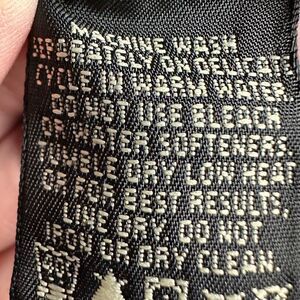 MACHINE WASH
SEPARATELY ON DELICATE
CYCLE IN WARM WATER
DO NOT USE BLEACH
OR WATER SOFTENERS
TUMBLE DRY LOW HEAT
OR FOR BEST RESULTS,
LINE DRY. DO NOT
IRON OR DRY CLEAN.